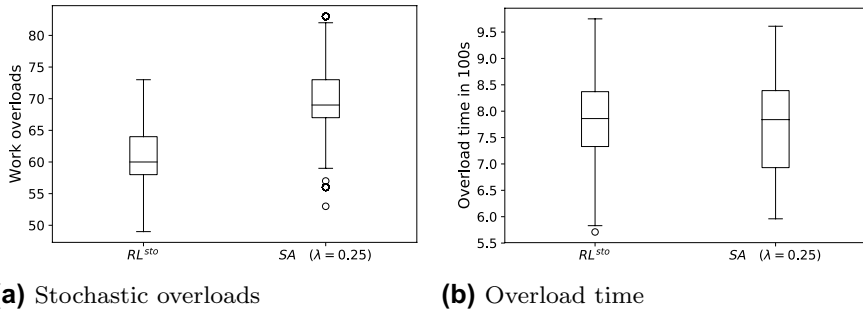 80
75
70
65
60
55
50
Work overloads
RL^{sto}
SA (λ = 0.25)
9.5
9.0
8.5
8.0
7.5
7.0
6.5
6.0
5.5
Overload time in 100s
RL^{sto}
SA (λ = 0.25)
(a) Stochastic overloads
(b) Overload time